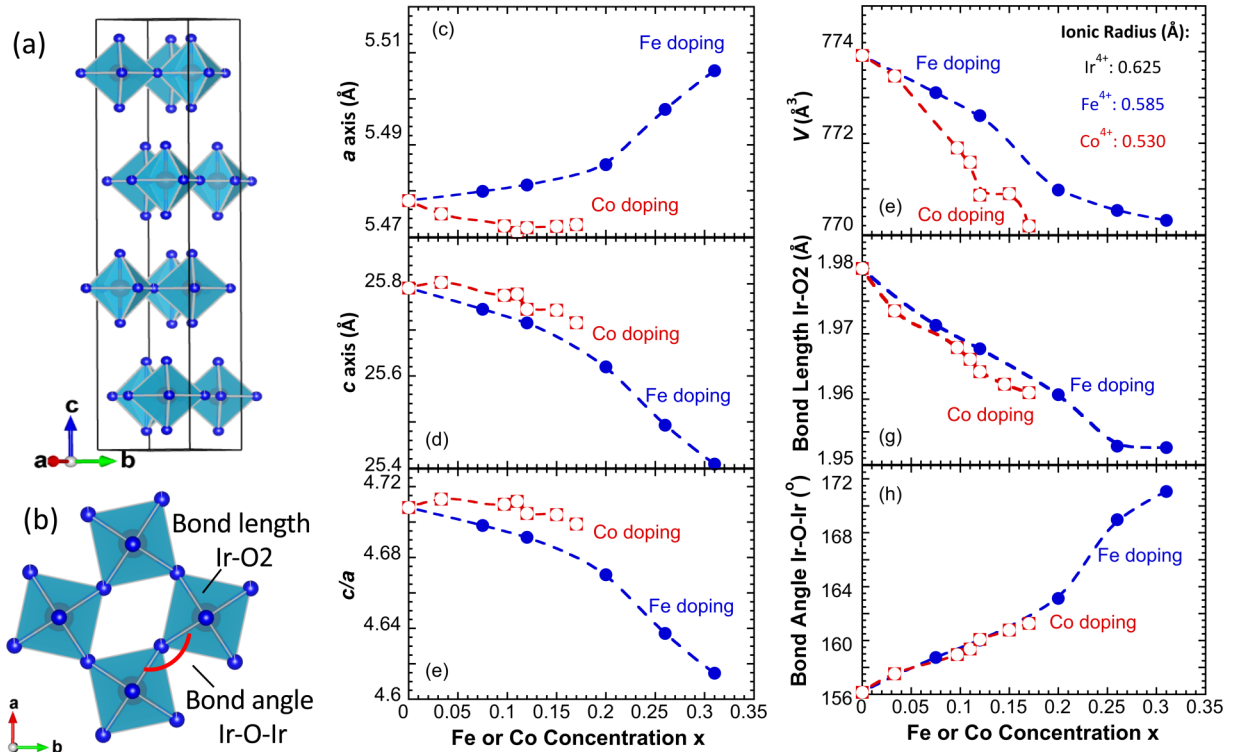 (a)
c
a
b
(b)
Bond length
Ir-O2
Bond angle
Ir-O-Ir
a
b
(c)
5.51
5.49
5.47
a axis (Å)
Fe doping
Co doping
25.8
25.6
25.4
c axis (Å)
Co doping
Fe doping
(d)
4.72
4.68
4.64
4.6
c/a
Co doping
Fe doping
(e)
0
0.05
0.10
0.15
0.20
0.25
0.30
0.35
Fe or Co Concentration x
774
772
770
V (Å³)
Fe doping
Co doping
Ionic Radius (Å):
Ir⁴⁺: 0.625
Fe⁴⁺: 0.585
Co⁴⁺: 0.530
(e)
1.98
1.97
1.96
1.95
Bond Length Ir-O2 (Å)
Fe doping
Co doping
(g)
172
168
164
160
156
Bond Angle Ir-O-Ir (°)
(h)
Fe doping
Co doping
0
0.05
0.1
0.15
0.2
0.25
0.3
0.35
Fe or Co Concentration x